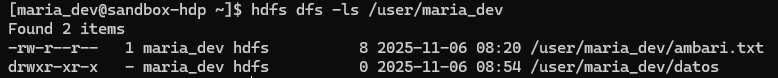 [maria_dev@sandbox-hdp ~]$ hdfs dfs -ls /user/maria_dev
Found 2 items
-rw-r--r--   1 maria_dev hdfs          8 2025-11-06 08:20 /user/maria_dev/ambari.txt
drwxr-xr-x   - maria_dev hdfs          0 2025-11-06 08:54 /user/maria_dev/datos